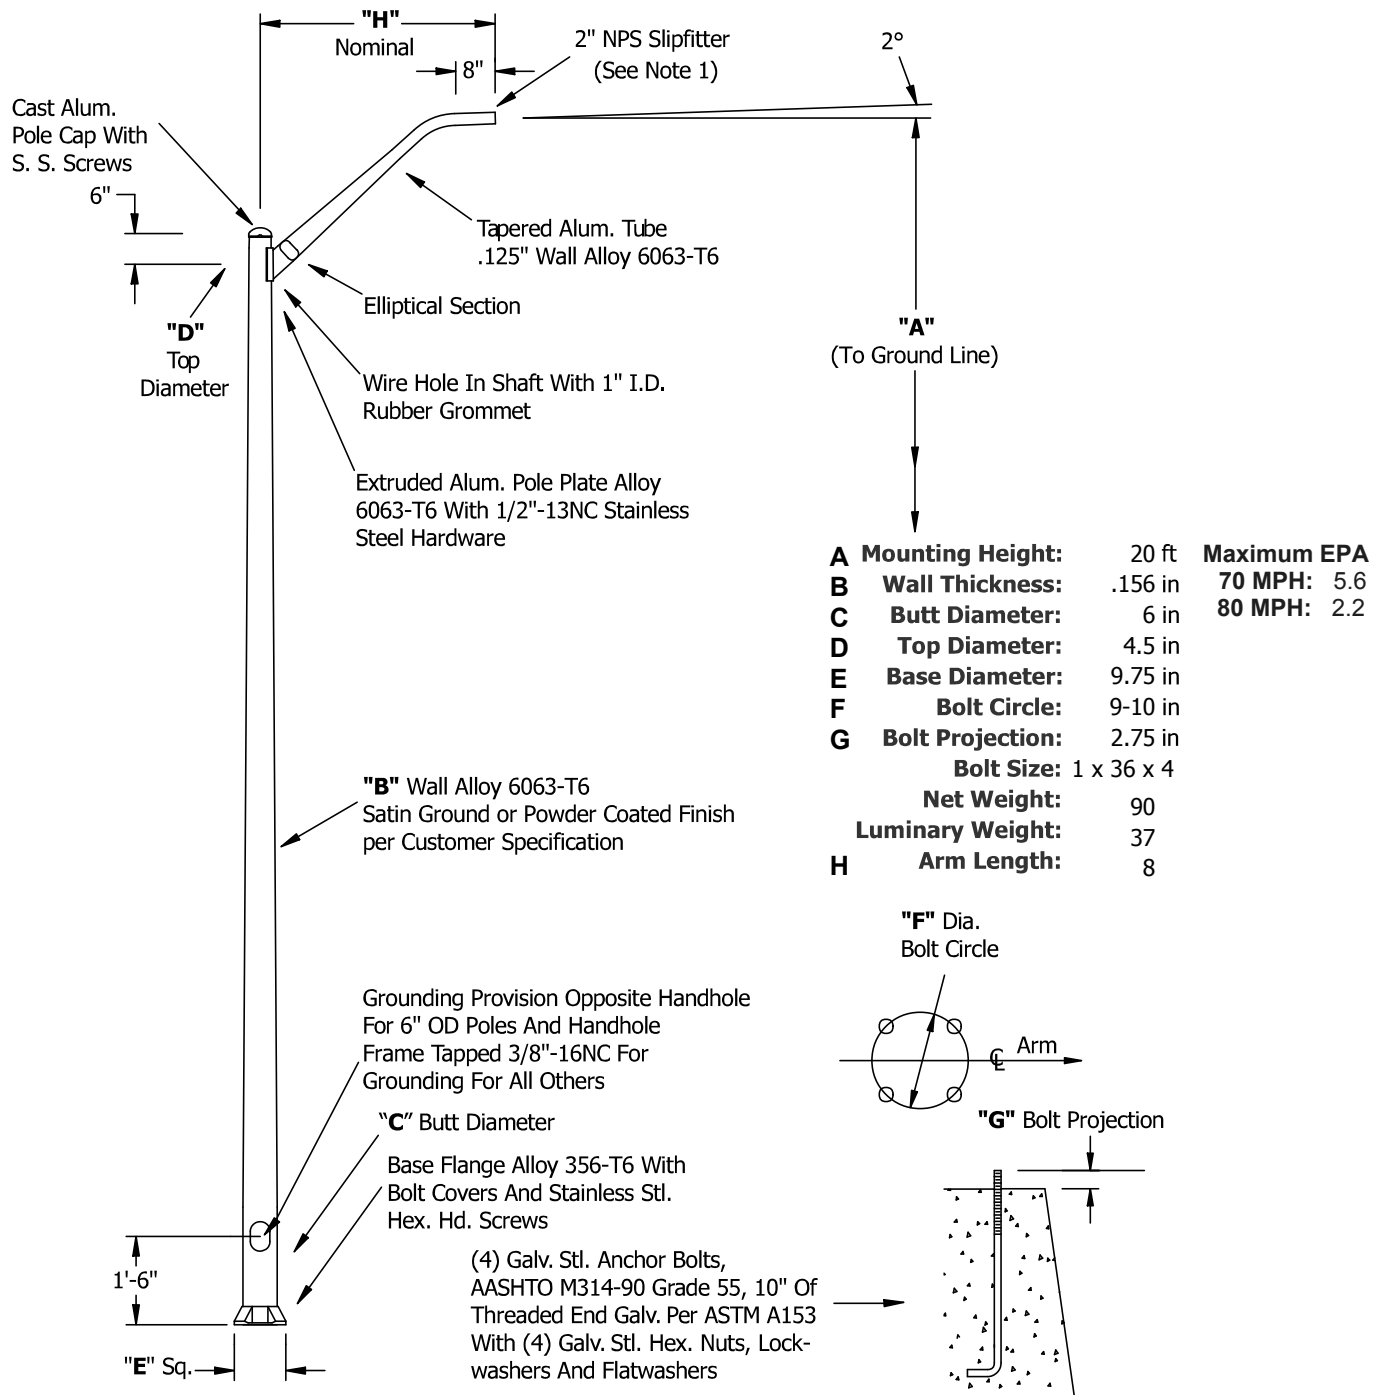 "H"
Nominal
8"
2" NPS Slipfitter
(See Note 1)
2°
Cast Alum.
Pole Cap With
S. S. Screws
6"
Tapered Alum. Tube
.125" Wall Alloy 6063-T6
Elliptical Section
"D"
Top
Diameter
"A"
(To Ground Line)
Wire Hole In Shaft With 1" I.D.
Rubber Grommet
Extruded Alum. Pole Plate Alloy
6063-T6 With 1/2"-13NC Stainless
Steel Hardware
A Mounting Height: 20 ft Maximum EPA
B Wall Thickness: .156 in 70 MPH: 5.6
C Butt Diameter: 6 in 80 MPH: 2.2
D Top Diameter: 4.5 in
E Base Diameter: 9.75 in
F Bolt Circle: 9-10 in
G Bolt Projection: 2.75 in
Bolt Size: 1 x 36 x 4
Net Weight: 90
Luminary Weight: 37
H Arm Length: 8
"B" Wall Alloy 6063-T6
Satin Ground or Powder Coated Finish
per Customer Specification
"F" Dia.
Bolt Circle
Grounding Provision Opposite Handhole
For 6" OD Poles And Handhole
Frame Tapped 3/8"-16NC For
Grounding For All Others
℄ Arm
“C” Butt Diameter
"G" Bolt Projection
Base Flange Alloy 356-T6 With
Bolt Covers And Stainless Stl.
Hex. Hd. Screws
1'-6"
(4) Galv. Stl. Anchor Bolts,
AASHTO M314-90 Grade 55, 10" Of
Threaded End Galv. Per ASTM A153
With (4) Galv. Stl. Hex. Nuts, Lock-
washers And Flatwashers
"E" Sq.